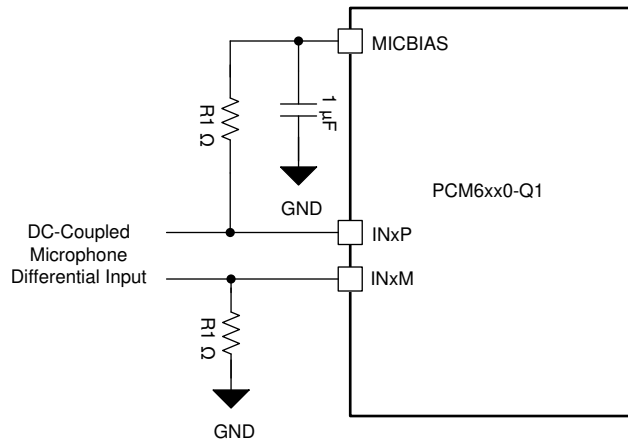 MICBIAS
R1
Ω
1
µF
GND
PCM6xx0-Q1
DC-Coupled
Microphone
Differential Input
INxP
INxM
R1
Ω
GND